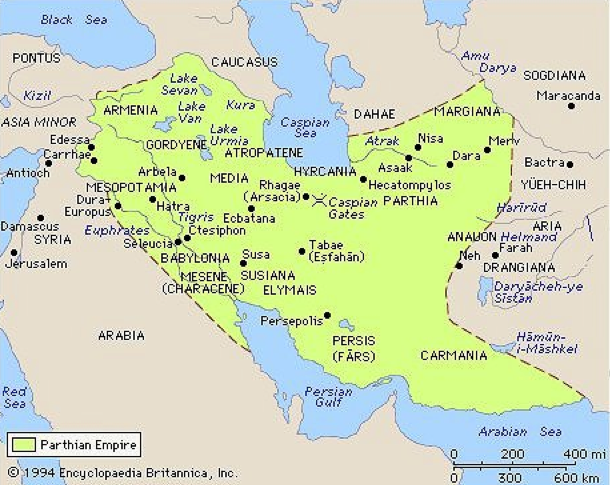 Black Sea
PONTUS
CAUCASUS
Amu
Darya
SOGDIANA
Maracanda
Kizil
ASIA MINOR
ARMENIA
Lake
Sevan
Lake
Van
Kura
Lake
Urmia
Caspian
Sea
DAHAE
MARGIANA
Edessa
Carrhae
Antioch
GORDYENE
ATROPATENE
Atrak
Nisa
Merv
Asaak
Dara
Bactra
YÜEH-CHIH
Arbela
MESOPOTAMIA
MEDIA
HYRCANIA
Hecatompylos
PARTHIA
Rhagae
(Arsacia)
Caspian
Gates
Dura-
Europus
Hatra
Tigris
Ecbatana
Damascus
SYRIA
Euphrates
Ctesiphon
Seleucia
Jerusalem
BABYLONIA
Susa
SUSIANA
Tabae
(Eşfahān)
Harīrūd
ARIA
ANAUON
Helmand
Neh
Farah
DRANGIANA
Daryācheh-ye
Sīstān
MESENE
(CHARACENE)
ELYMAIS
Persepolis
PERSIS
(FĀRS)
CARMANIA
Hāmūn-
i-Māshkel
ARABIA
Red
Sea
Persian
Gulf
Arabian Sea
Parthian Empire
0 200 400 mi
0 300 600 km
© 1994 Encyclopaedia Britannica, Inc.